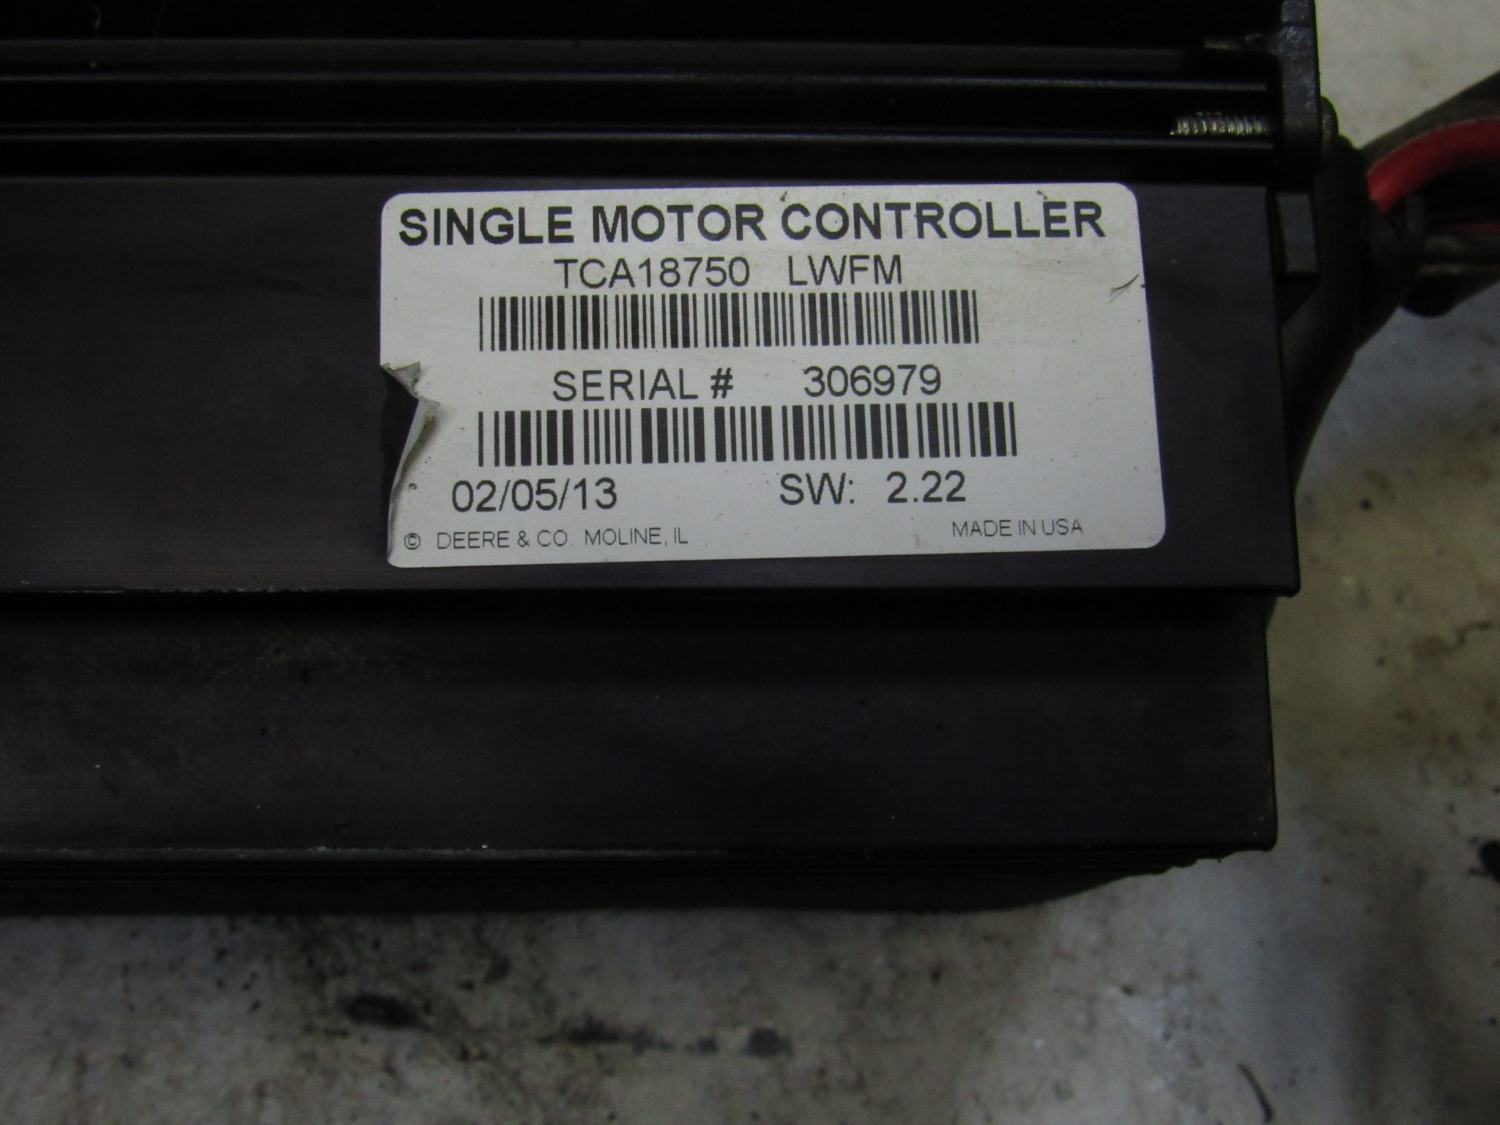 SINGLE MOTOR CONTROLLER
TCA18750 LWFM
SERIAL # 306979
02/05/13 SW: 2.22
© DEERE & CO. MOLINE, IL MADE IN USA